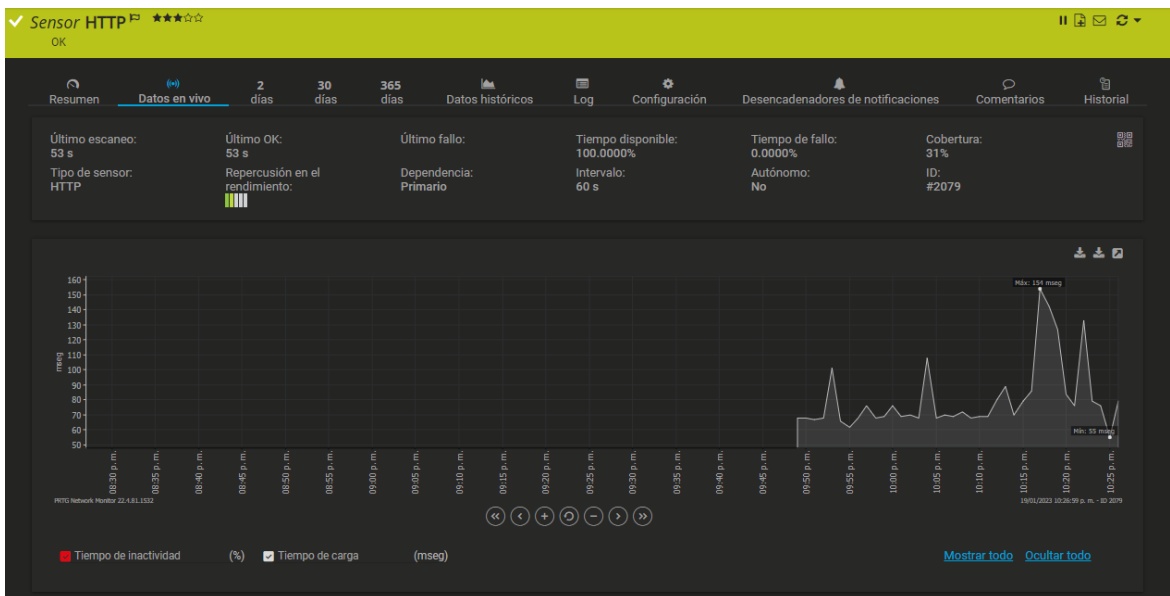 Sensor HTTP
OK
Resumen
Datos en vivo
2 días
30 días
365 días
Datos históricos
Log
Configuración
Desencadenadores de notificaciones
Comentarios
Historial
Último escaneo:
53 s
Último OK:
53 s
Último fallo:
Tiempo disponible:
100.0000%
Tiempo de fallo:
0.0000%
Cobertura:
31%
Tipo de sensor:
HTTP
Repercusión en el
rendimiento:
Dependencia:
Primario
Intervalo:
60 s
Autónomo:
No
ID:
#2079
mseg
160
150
140
130
120
110
100
90
80
70
60
50
Máx: 154 mseg
Mín: 55 mseg
08:30 p. m.
08:35 p. m.
08:40 p. m.
08:45 p. m.
08:50 p. m.
08:55 p. m.
09:00 p. m.
09:05 p. m.
09:10 p. m.
09:15 p. m.
09:20 p. m.
09:25 p. m.
09:30 p. m.
09:35 p. m.
09:40 p. m.
09:45 p. m.
09:50 p. m.
09:55 p. m.
10:00 p. m.
10:05 p. m.
10:10 p. m.
10:15 p. m.
10:20 p. m.
10:25 p. m.
PRTG Network Monitor 22.4.81.1532
19/01/2023 10:26:59 p. m. - ID 2079
Tiempo de inactividad (%)
Tiempo de carga (mseg)
Mostrar todo
Ocultar todo